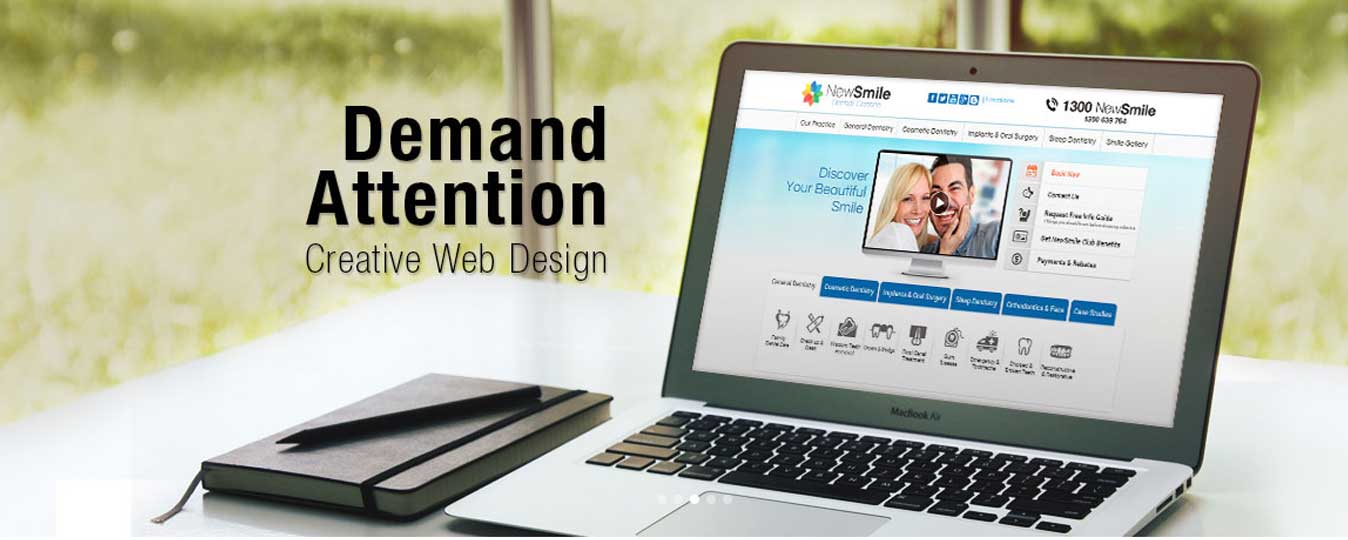 Demand
Attention
Creative Web Design
NewSmile
1300 NewSmile
1300 639 764
Our Practice
General Dentistry
Cosmetic Dentistry
Implants & Oral Surgery
Sleep Dentistry
Smile Gallery
Discover
Your Beautiful
Smile
Book Now
Contact Us
Request Free Info Guide
Get NewSmile Club Benefits
Payments & Rebates
General Dentistry
Cosmetic Dentistry
Implants & Oral Surgery
Sleep Dentistry
Orthodontics & Face
Case Studies
Family
Dental Care
Check up &
Clean
Wisdom Teeth
Removal
Crown & Bridge
Root Canal
Treatment
Gum
Disease
Emergency &
Toothache
Chipped &
Broken Teeth
Reconstructive
& Restorative
MacBook Air